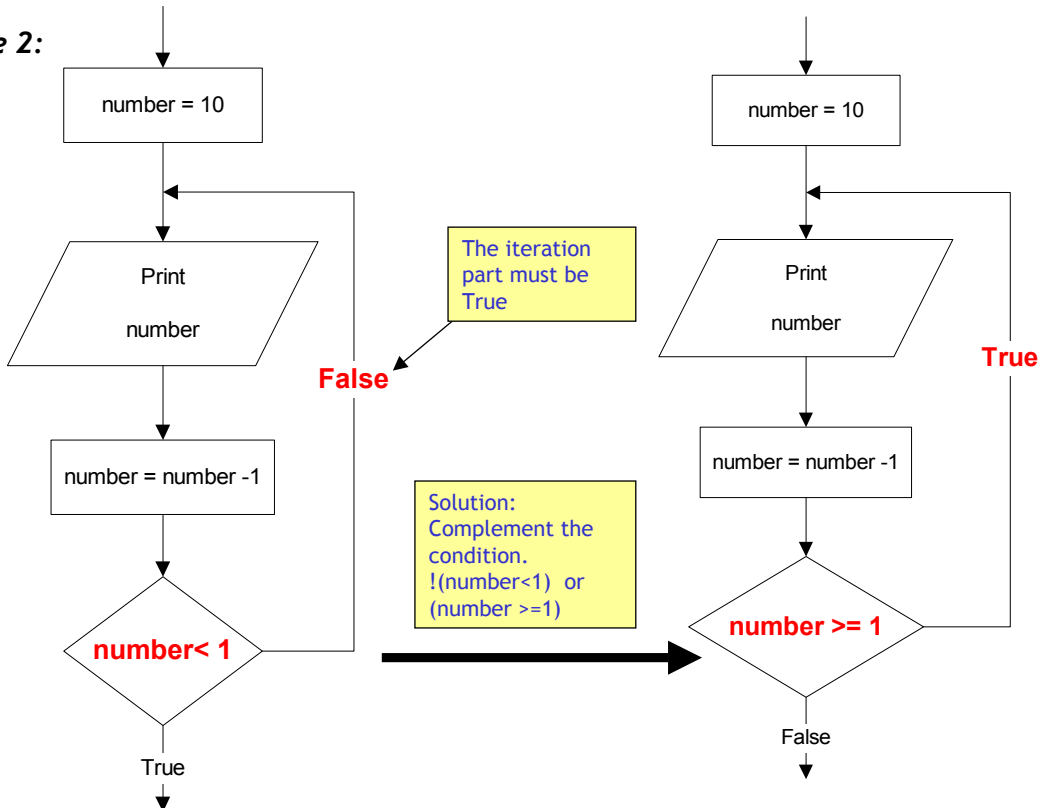 e 2:
number = 10
Print
number
False
number = number -1
number< 1
True
The iteration
part must be
True
Solution:
Complement the
condition.
!(number<1)  or
(number >=1)
number = 10
Print
number
True
number = number -1
number >= 1
False